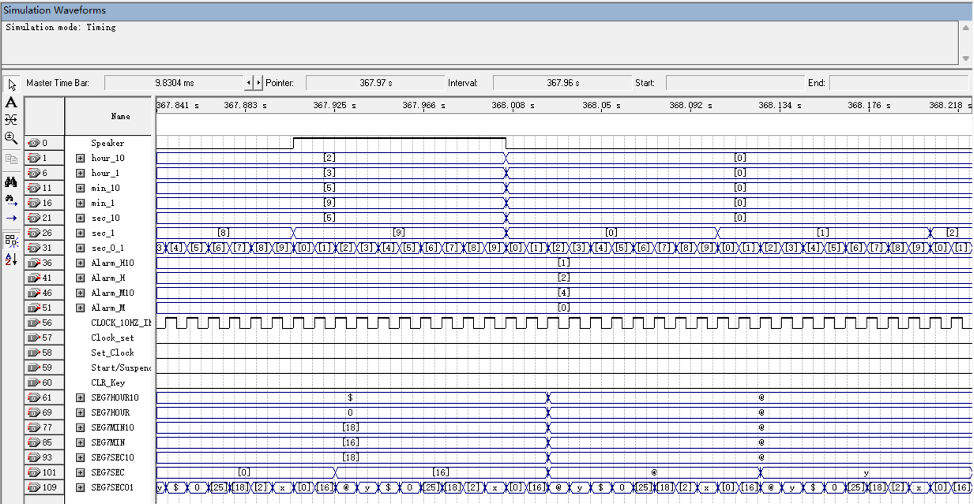 Simulation Waveforms
Simulation mode: Timing
Master Time Bar: 9.8304 ms Pointer: 367.97 s Interval: 367.96 s Start: End:
Name 367.841 s 367.883 s 367.925 s 367.966 s 368.008 s 368.05 s 368.092 s 368.134 s 368.176 s 368.218 s
0 Speaker
1 hour_10 [2] [0]
6 hour_1 [3] [0]
11 min_10 [5] [0]
16 min_1 [9] [0]
21 sec_10 [5] [0]
26 sec_1 [8] [9] [0] [1] [2]
31 sec_0_1 3] [4] [5] [6] [7] [8] [9] [0] [1] [2] [3] [4] [5] [6] [7] [8] [9] [0] [1] [2] [3] [4] [5] [6] [7] [8] [9] [0] [1] [2] [3] [4] [5] [6] [7] [8] [9] [0] [1]
36 Alarm_H10 [1]
41 Alarm_H [2]
46 Alarm_M10 [4]
51 Alarm_M [0]
56 CLOCK_10HZ_IN
57 Clock_set
58 Set_Clock
59 Start/Suspend
60 CLR_Key
61 SEG7HOUR10 $ @
69 SEG7HOUR 0 @
77 SEG7MIN10 [18] @
85 SEG7MIN [16] @
93 SEG7SEC10 [18] @
101 SEG7SEC [0] [16] @ y
109 SEG7SEC01 y $ 0 [25] [18] [2] x [0] [16] @ y $ 0 [25] [18] [2] x [0] [16] @ y $ 0 [25] [18] [2] x [0] [16] @ y $ 0 [25] [18] [2] x [0] [16]